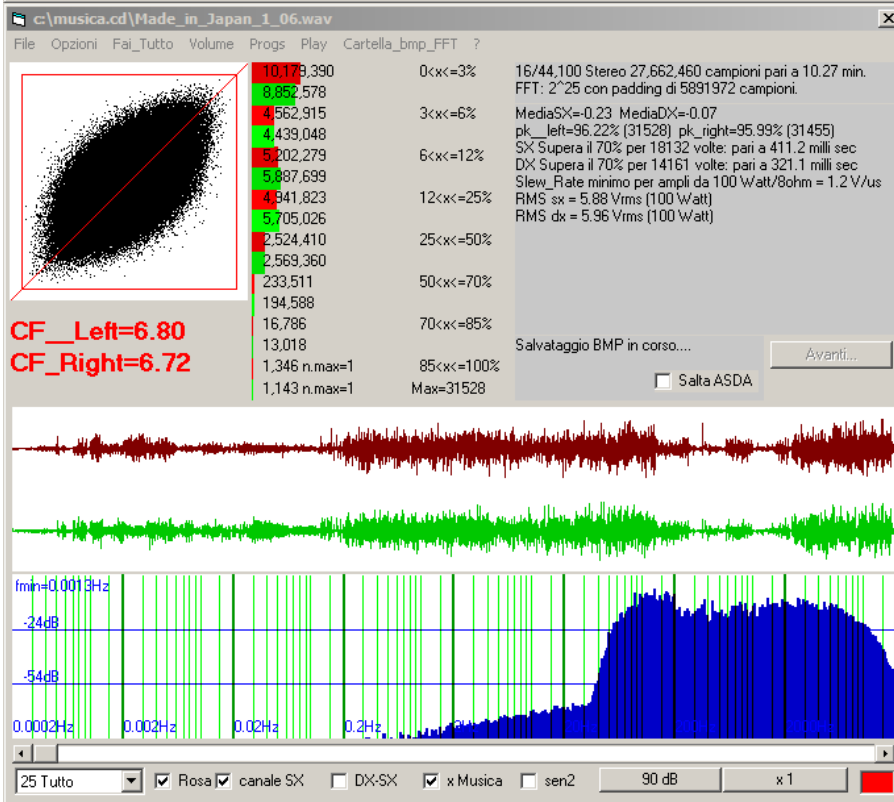 c:\musica.cd\Made_in_Japan_1_06.wav
File Opzioni Fai_Tutto Volume Progs Play Cartella_bmp_FFT ?
10,179,390 0<x<=3%
8,852,578
4,562,915 3<x<=6%
4,439,048
5,202,279 6<x<=12%
5,887,699
4,941,823 12<x<=25%
5,705,026
2,524,410 25<x<=50%
2,569,360
233,511 50<x<=70%
194,588
16,786 70<x<=85%
13,018
1,346 n.max=1 85<x<=100%
1,143 n.max=1 Max=31528
16/44,100 Stereo 27,662,460 campioni pari a 10.27 min.
FFT: 2^25 con padding di 5891972 campioni.
MediaSX=-0.23 MediaDX=-0.07
pk__left=96.22% (31528) pk_right=95.99% (31455)
SX Supera il 70% per 18132 volte: pari a 411.2 milli sec
DX Supera il 70% per 14161 volte: pari a 321.1 milli sec
Slew_Rate minimo per ampli da 100 Watt/8ohm = 1.2 V/us
RMS sx = 5.88 Vrms (100 Watt)
RMS dx = 5.96 Vrms (100 Watt)
CF__Left=6.80
CF_Right=6.72
Salvataggio BMP in corso....
Avanti...
Salta ASDA
fmin=0.0013Hz
-24dB
-54dB
0.0002Hz 0.002Hz 0.02Hz 0.2Hz
25 Tutto Rosa canale SX DX-SX x Musica sen2 90 dB x 1